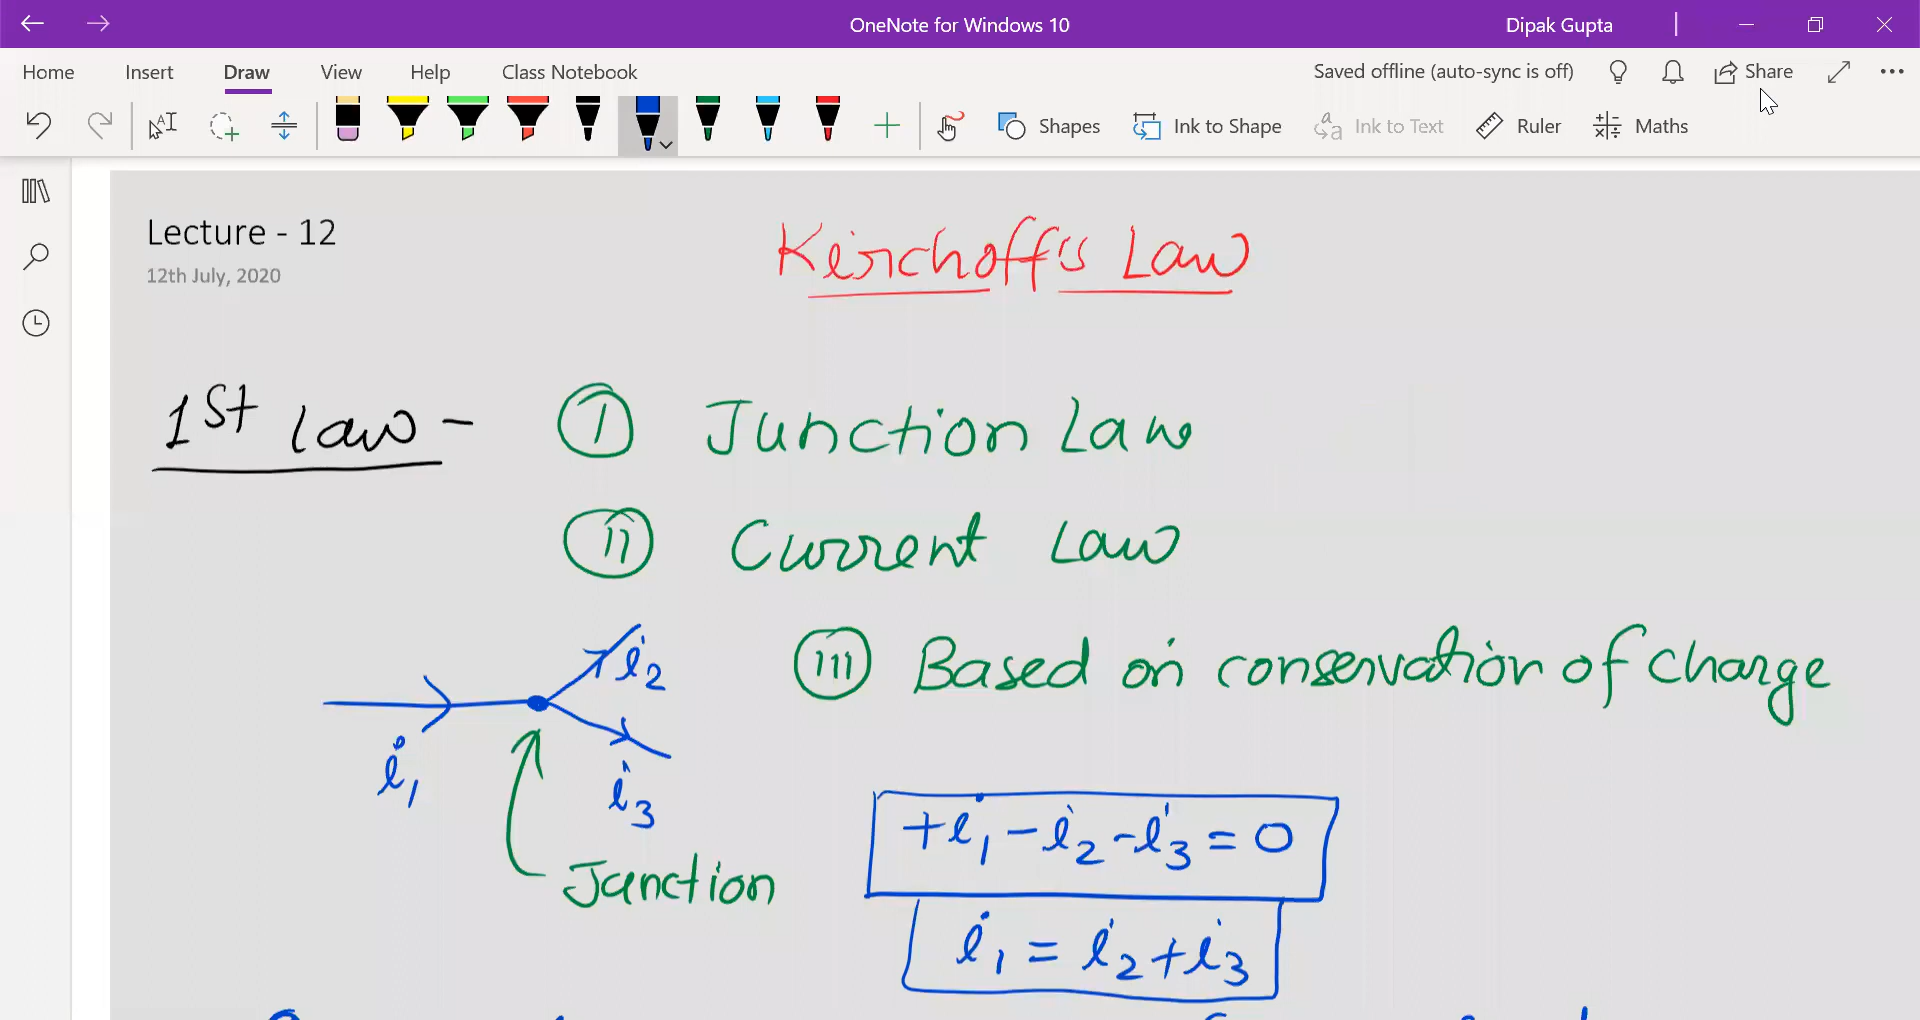 OneNote for Windows 10
Dipak Gupta
Home Insert Draw View Help Class Notebook
Saved offline (auto-sync is off) Share
Shapes Ink to Shape Ink to Text Ruler Maths
Lecture - 12
12th July, 2020
Keirchoff's Law
1st law - I Junction Law
II Current Law
III Based on conservation of charge
i2
i1
i3
Junction
+i1 - i2 - i3 = 0
i1 = i2 + i3